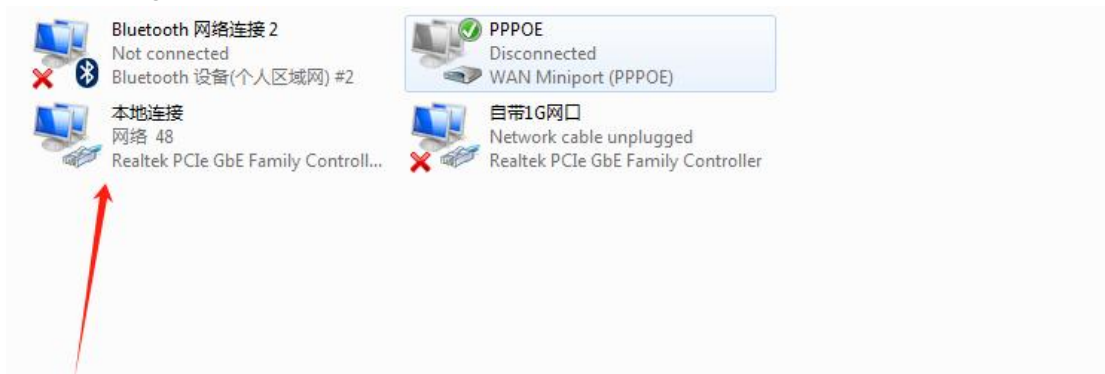 Bluetooth 网络连接 2
Not connected
Bluetooth 设备(个人区域网) #2
PPPOE
Disconnected
WAN Miniport (PPPOE)
本地连接
网络 48
Realtek PCIe GbE Family Controll...
自带1G网口
Network cable unplugged
Realtek PCIe GbE Family Controller